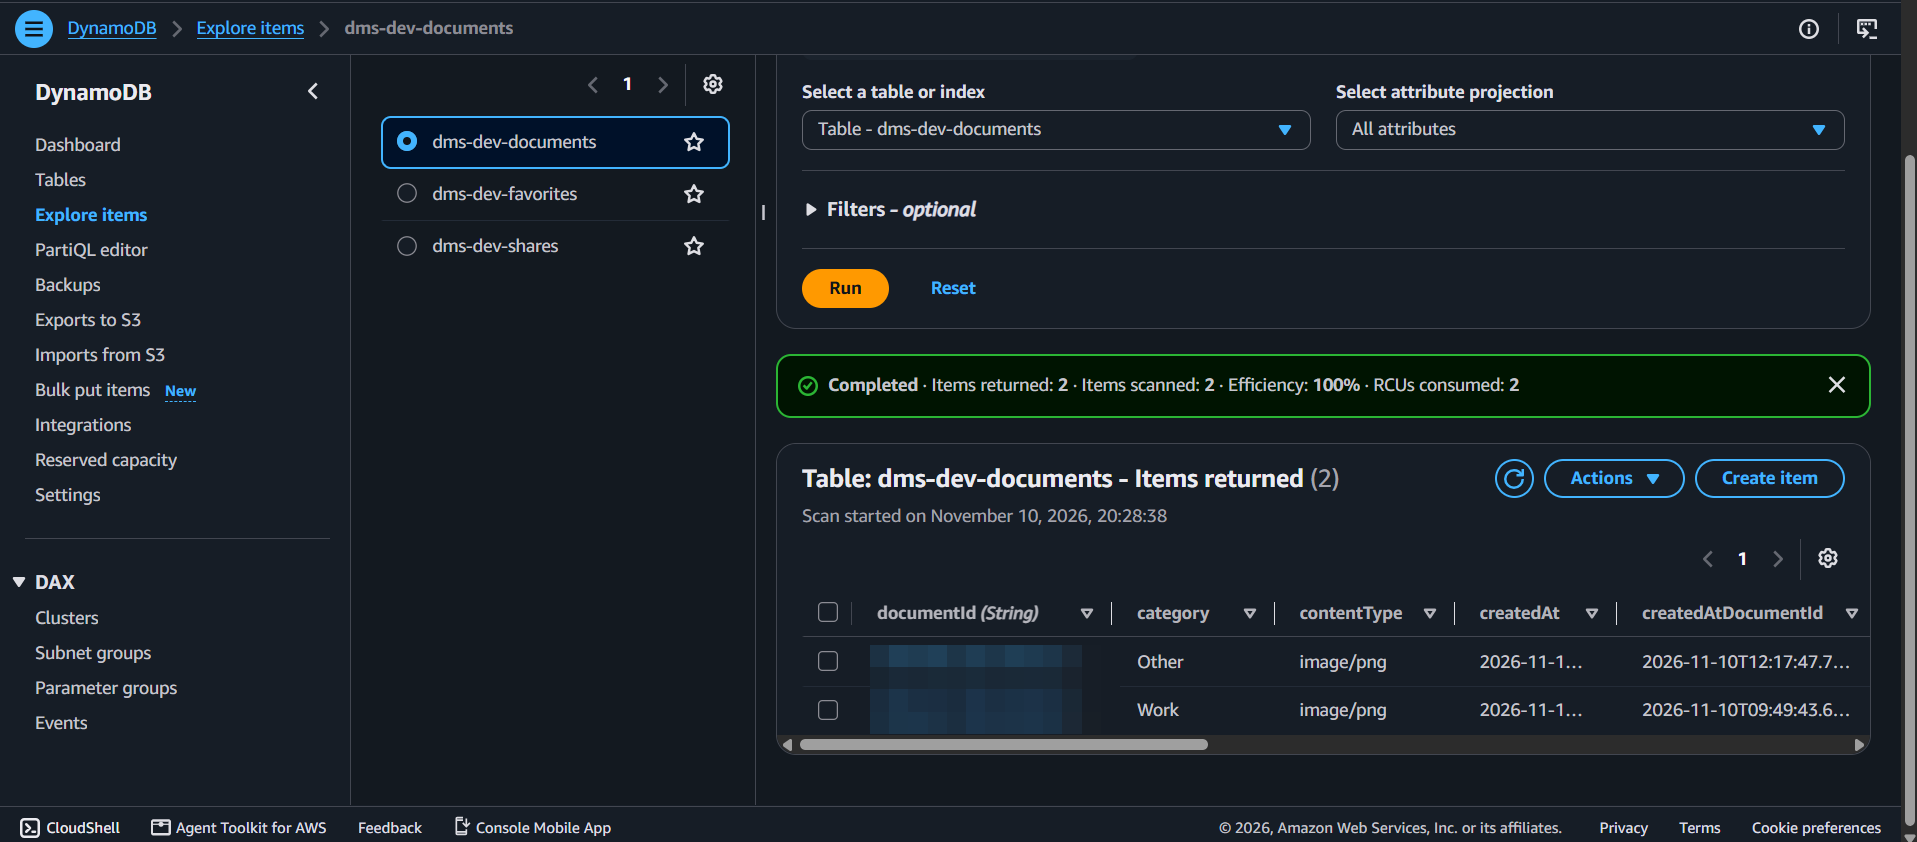 DynamoDB > Explore items > dms-dev-documents
DynamoDB
Dashboard
Tables
Explore items
PartiQL editor
Backups
Exports to S3
Imports from S3
Bulk put items New
Integrations
Reserved capacity
Settings
DAX
Clusters
Subnet groups
Parameter groups
Events
1
dms-dev-documents
dms-dev-favorites
dms-dev-shares
Select a table or index
Table - dms-dev-documents
Select attribute projection
All attributes
Filters - optional
Run Reset
Completed · Items returned: 2 · Items scanned: 2 · Efficiency: 100% · RCUs consumed: 2
Table: dms-dev-documents - Items returned (2)
Actions Create item
Scan started on November 10, 2026, 20:28:38
1
documentId (String) category contentType createdAt createdAtDocumentId
Other image/png 2026-11-1... 2026-11-10T12:17:47.7...
Work image/png 2026-11-1... 2026-11-10T09:49:43.6...
CloudShell Agent Toolkit for AWS Feedback Console Mobile App © 2026, Amazon Web Services, Inc. or its affiliates. Privacy Terms Cookie preferences